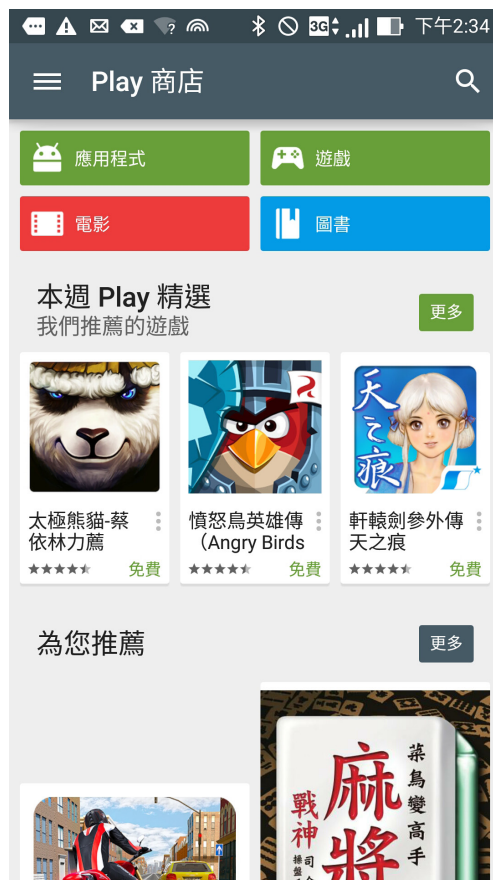 3G 下午2:34
Play 商店
應用程式
遊戲
電影
圖書
本週 Play 精選
我們推薦的遊戲
更多
天之痕
太極熊貓-蔡
依林力薦
免費
憤怒鳥英雄傳
(Angry Birds
免費
軒轅劍參外傳
天之痕
免費
為您推薦
更多
菜鳥變高手
麻將
戰神